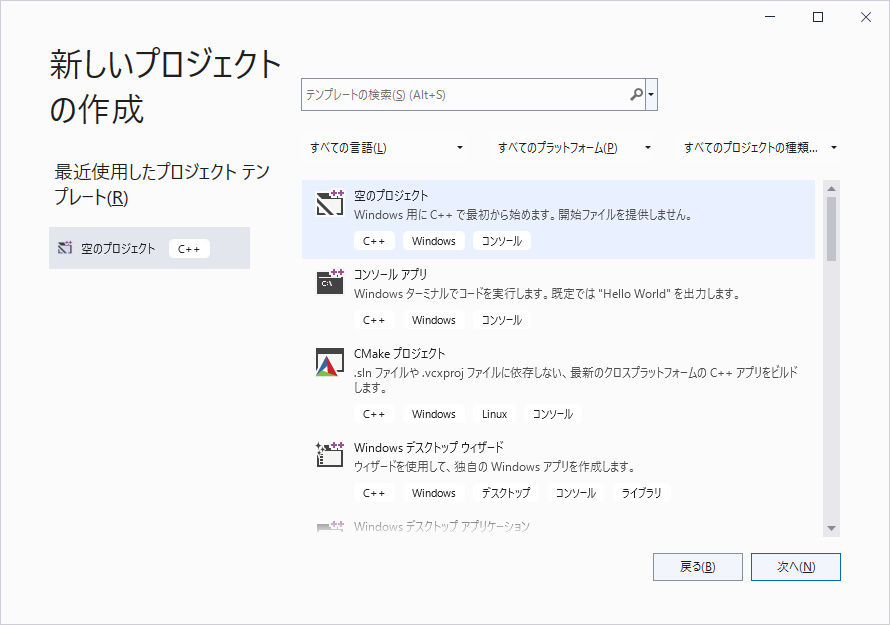 新しいプロジェクト
の作成
最近使用したプロジェクト テン
プレート(R)
空のプロジェクト C++
テンプレートの検索(S) (Alt+S)
すべての言語(L) すべてのプラットフォーム(P) すべてのプロジェクトの種類...
空のプロジェクト
Windows 用に C++ で最初から始めます。開始ファイルを提供しません。
C++ Windows コンソール
コンソール アプリ
Windows ターミナルでコードを実行します。既定では "Hello World" を出力します。
C++ Windows コンソール
CMake プロジェクト
.sln ファイルや .vcxproj ファイルに依存しない、最新のクロスプラットフォームの C++ アプリをビルド
します。
C++ Windows Linux コンソール
Windows デスクトップ ウィザード
ウィザードを使用して、独自の Windows アプリを作成します。
C++ Windows デスクトップ コンソール ライブラリ
Windows デスクトップ アプリケーション
戻る(B) 次へ(N)